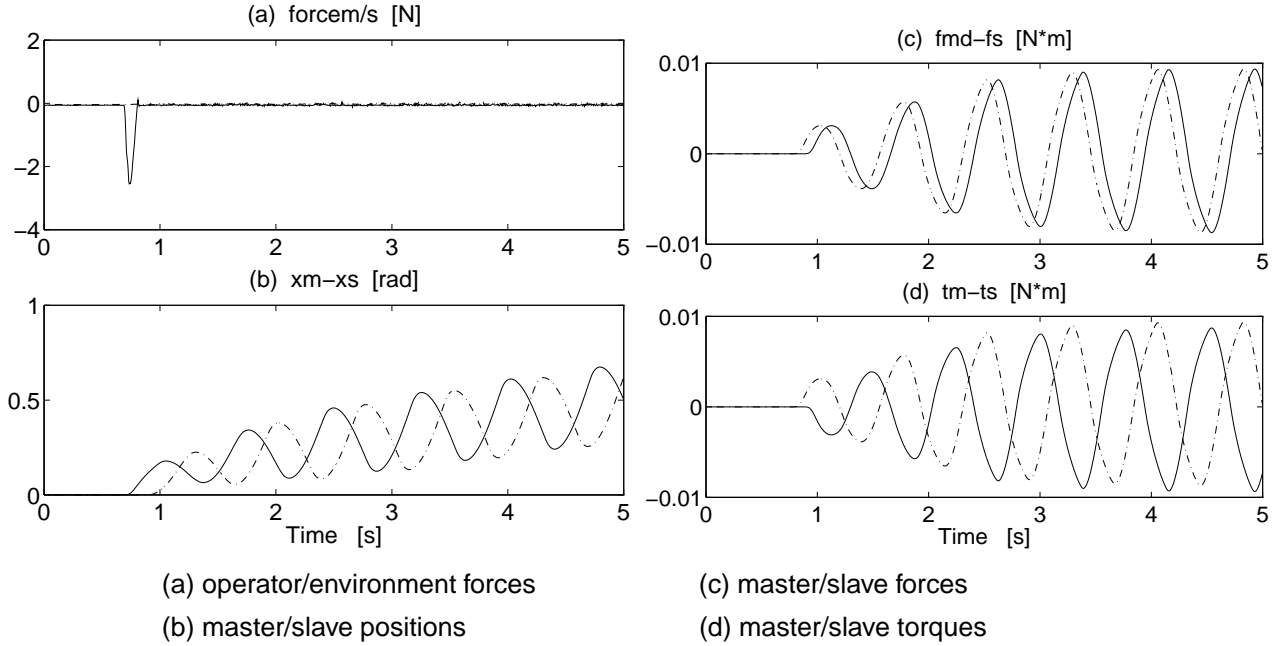 (a) forcem/s [N]
2
0
−2
−4
0 1 2 3 4 5
(b) xm−xs [rad]
1
0.5
0
0 1 2 3 4 5
Time [s]
(c) fmd−fs [N*m]
0.01
0
−0.01
0 1 2 3 4 5
(d) tm−ts [N*m]
0.01
0
−0.01
0 1 2 3 4 5
Time [s]
(a) operator/environment forces
(b) master/slave positions
(c) master/slave forces
(d) master/slave torques